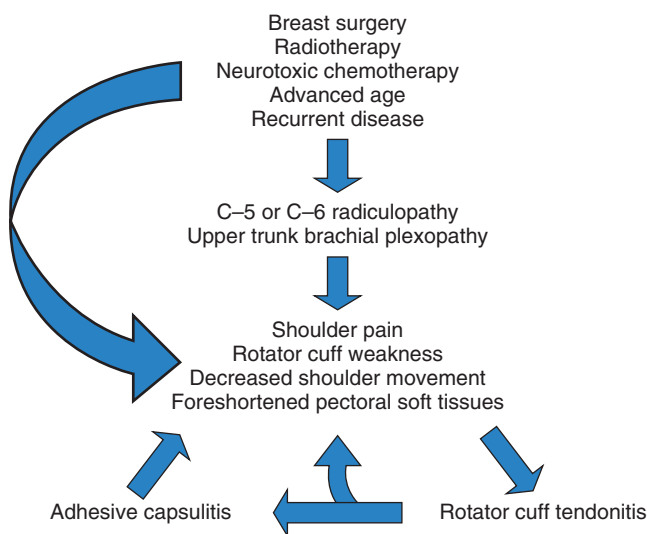 Breast surgery
Radiotherapy
Neurotoxic chemotherapy
Advanced age
Recurrent disease
C–5 or C–6 radiculopathy
Upper trunk brachial plexopathy
Shoulder pain
Rotator cuff weakness
Decreased shoulder movement
Foreshortened pectoral soft tissues
Adhesive capsulitis
Rotator cuff tendonitis